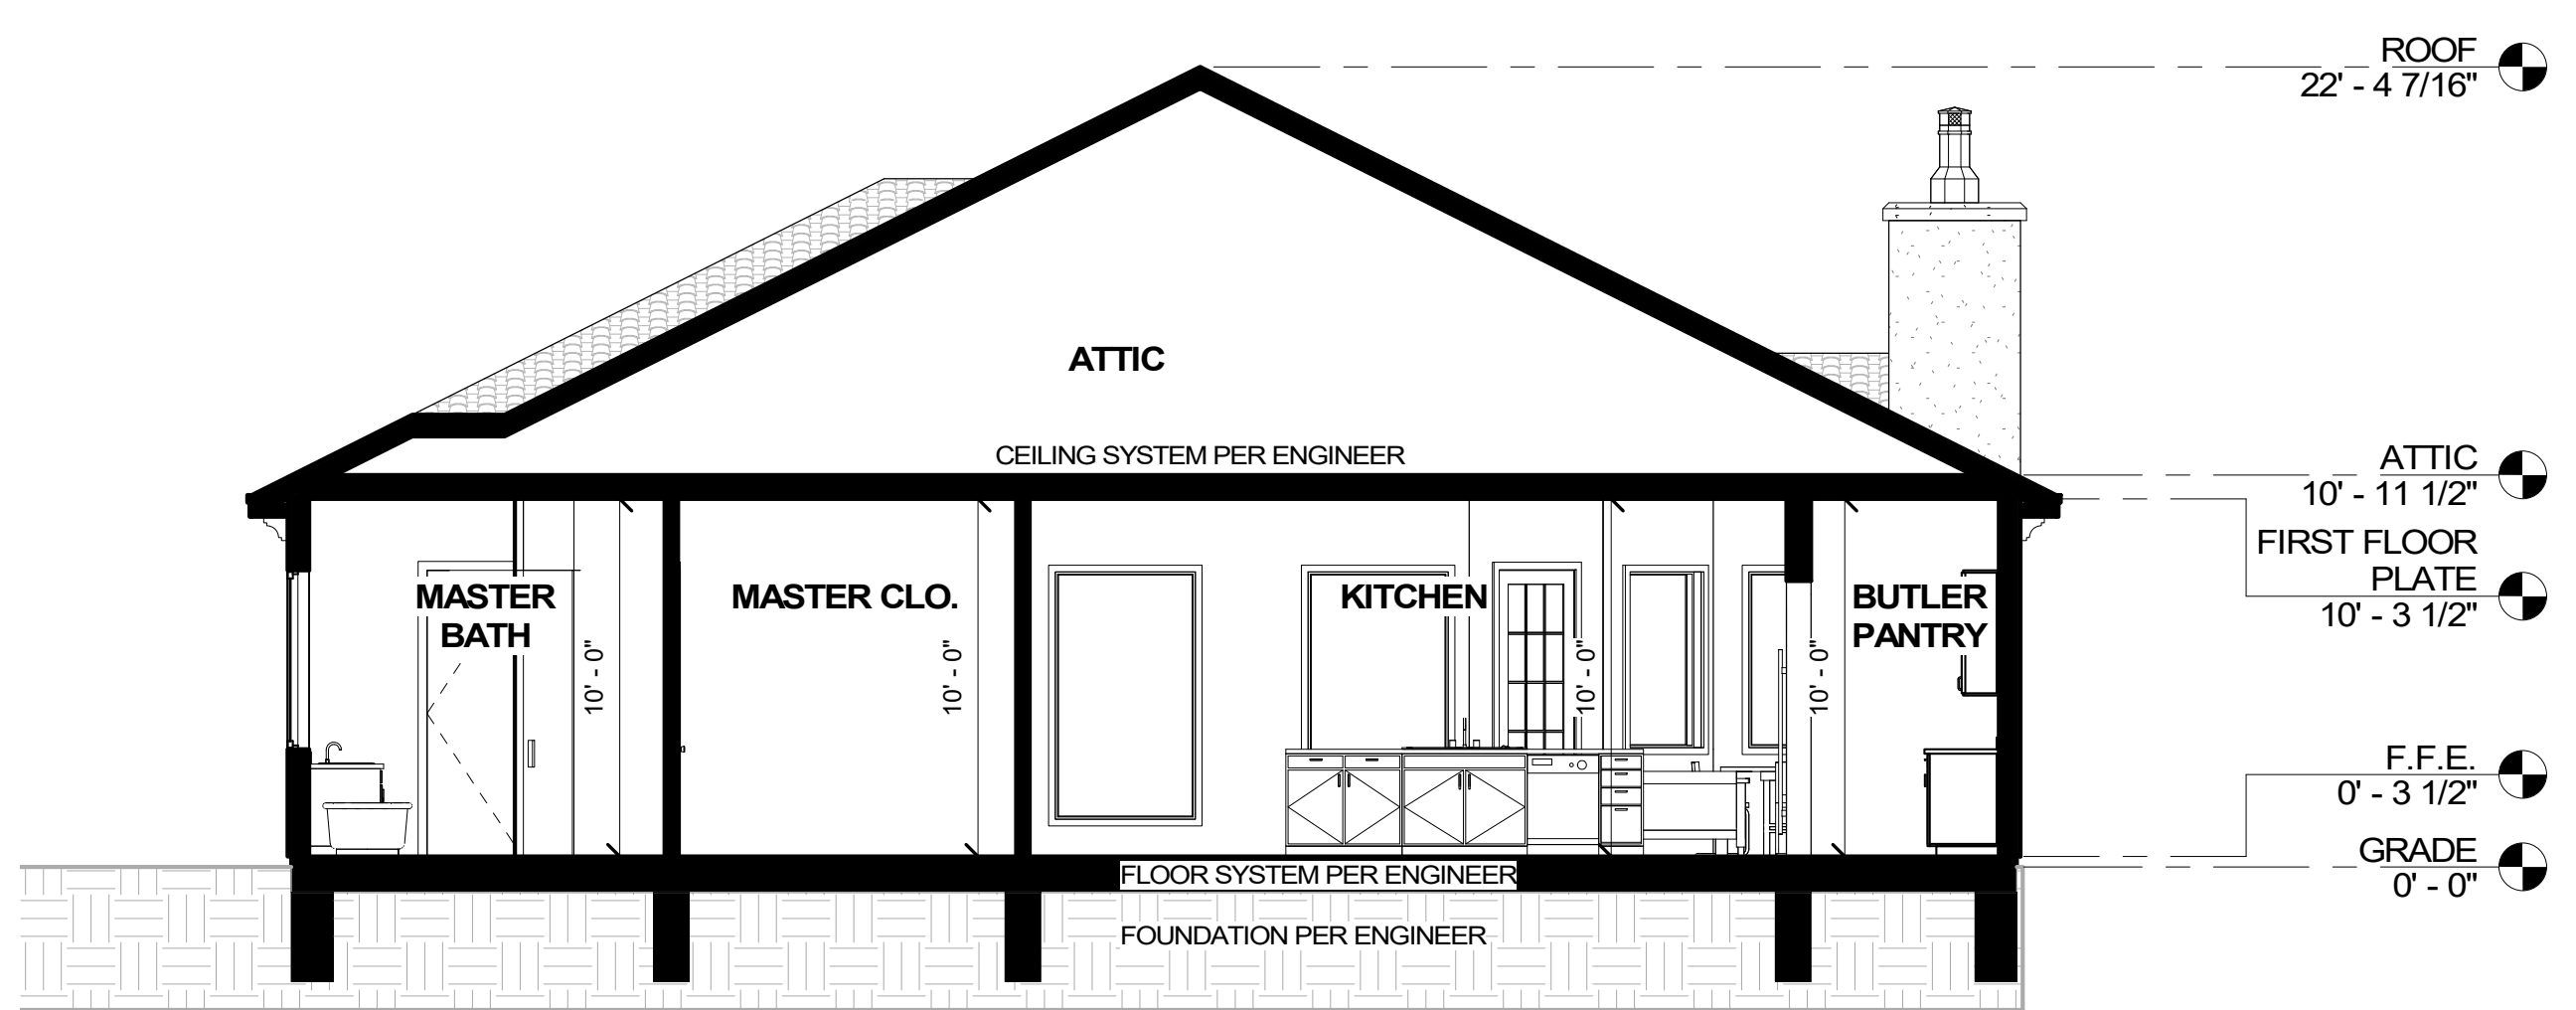 ROOF
22' - 4 7/16"
ATTIC
CEILING SYSTEM PER ENGINEER
ATTIC
10' - 11 1/2"
FIRST FLOOR
PLATE
10' - 3 1/2"
MASTER
BATH
MASTER CLO.
KITCHEN
BUTLER
PANTRY
10' - 0"
10' - 0"
10' - 0"
10' - 0"
F.F.E.
0' - 3 1/2"
GRADE
0' - 0"
FLOOR SYSTEM PER ENGINEER
FOUNDATION PER ENGINEER